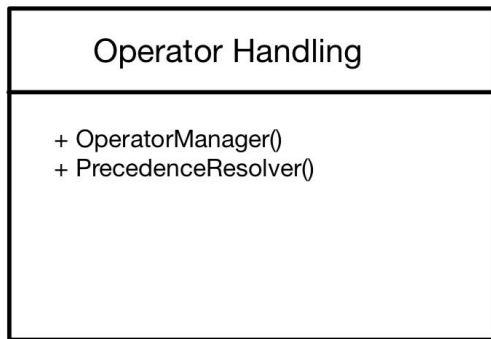 Operator Handling
+ OperatorManager()
+ PrecedenceResolver()